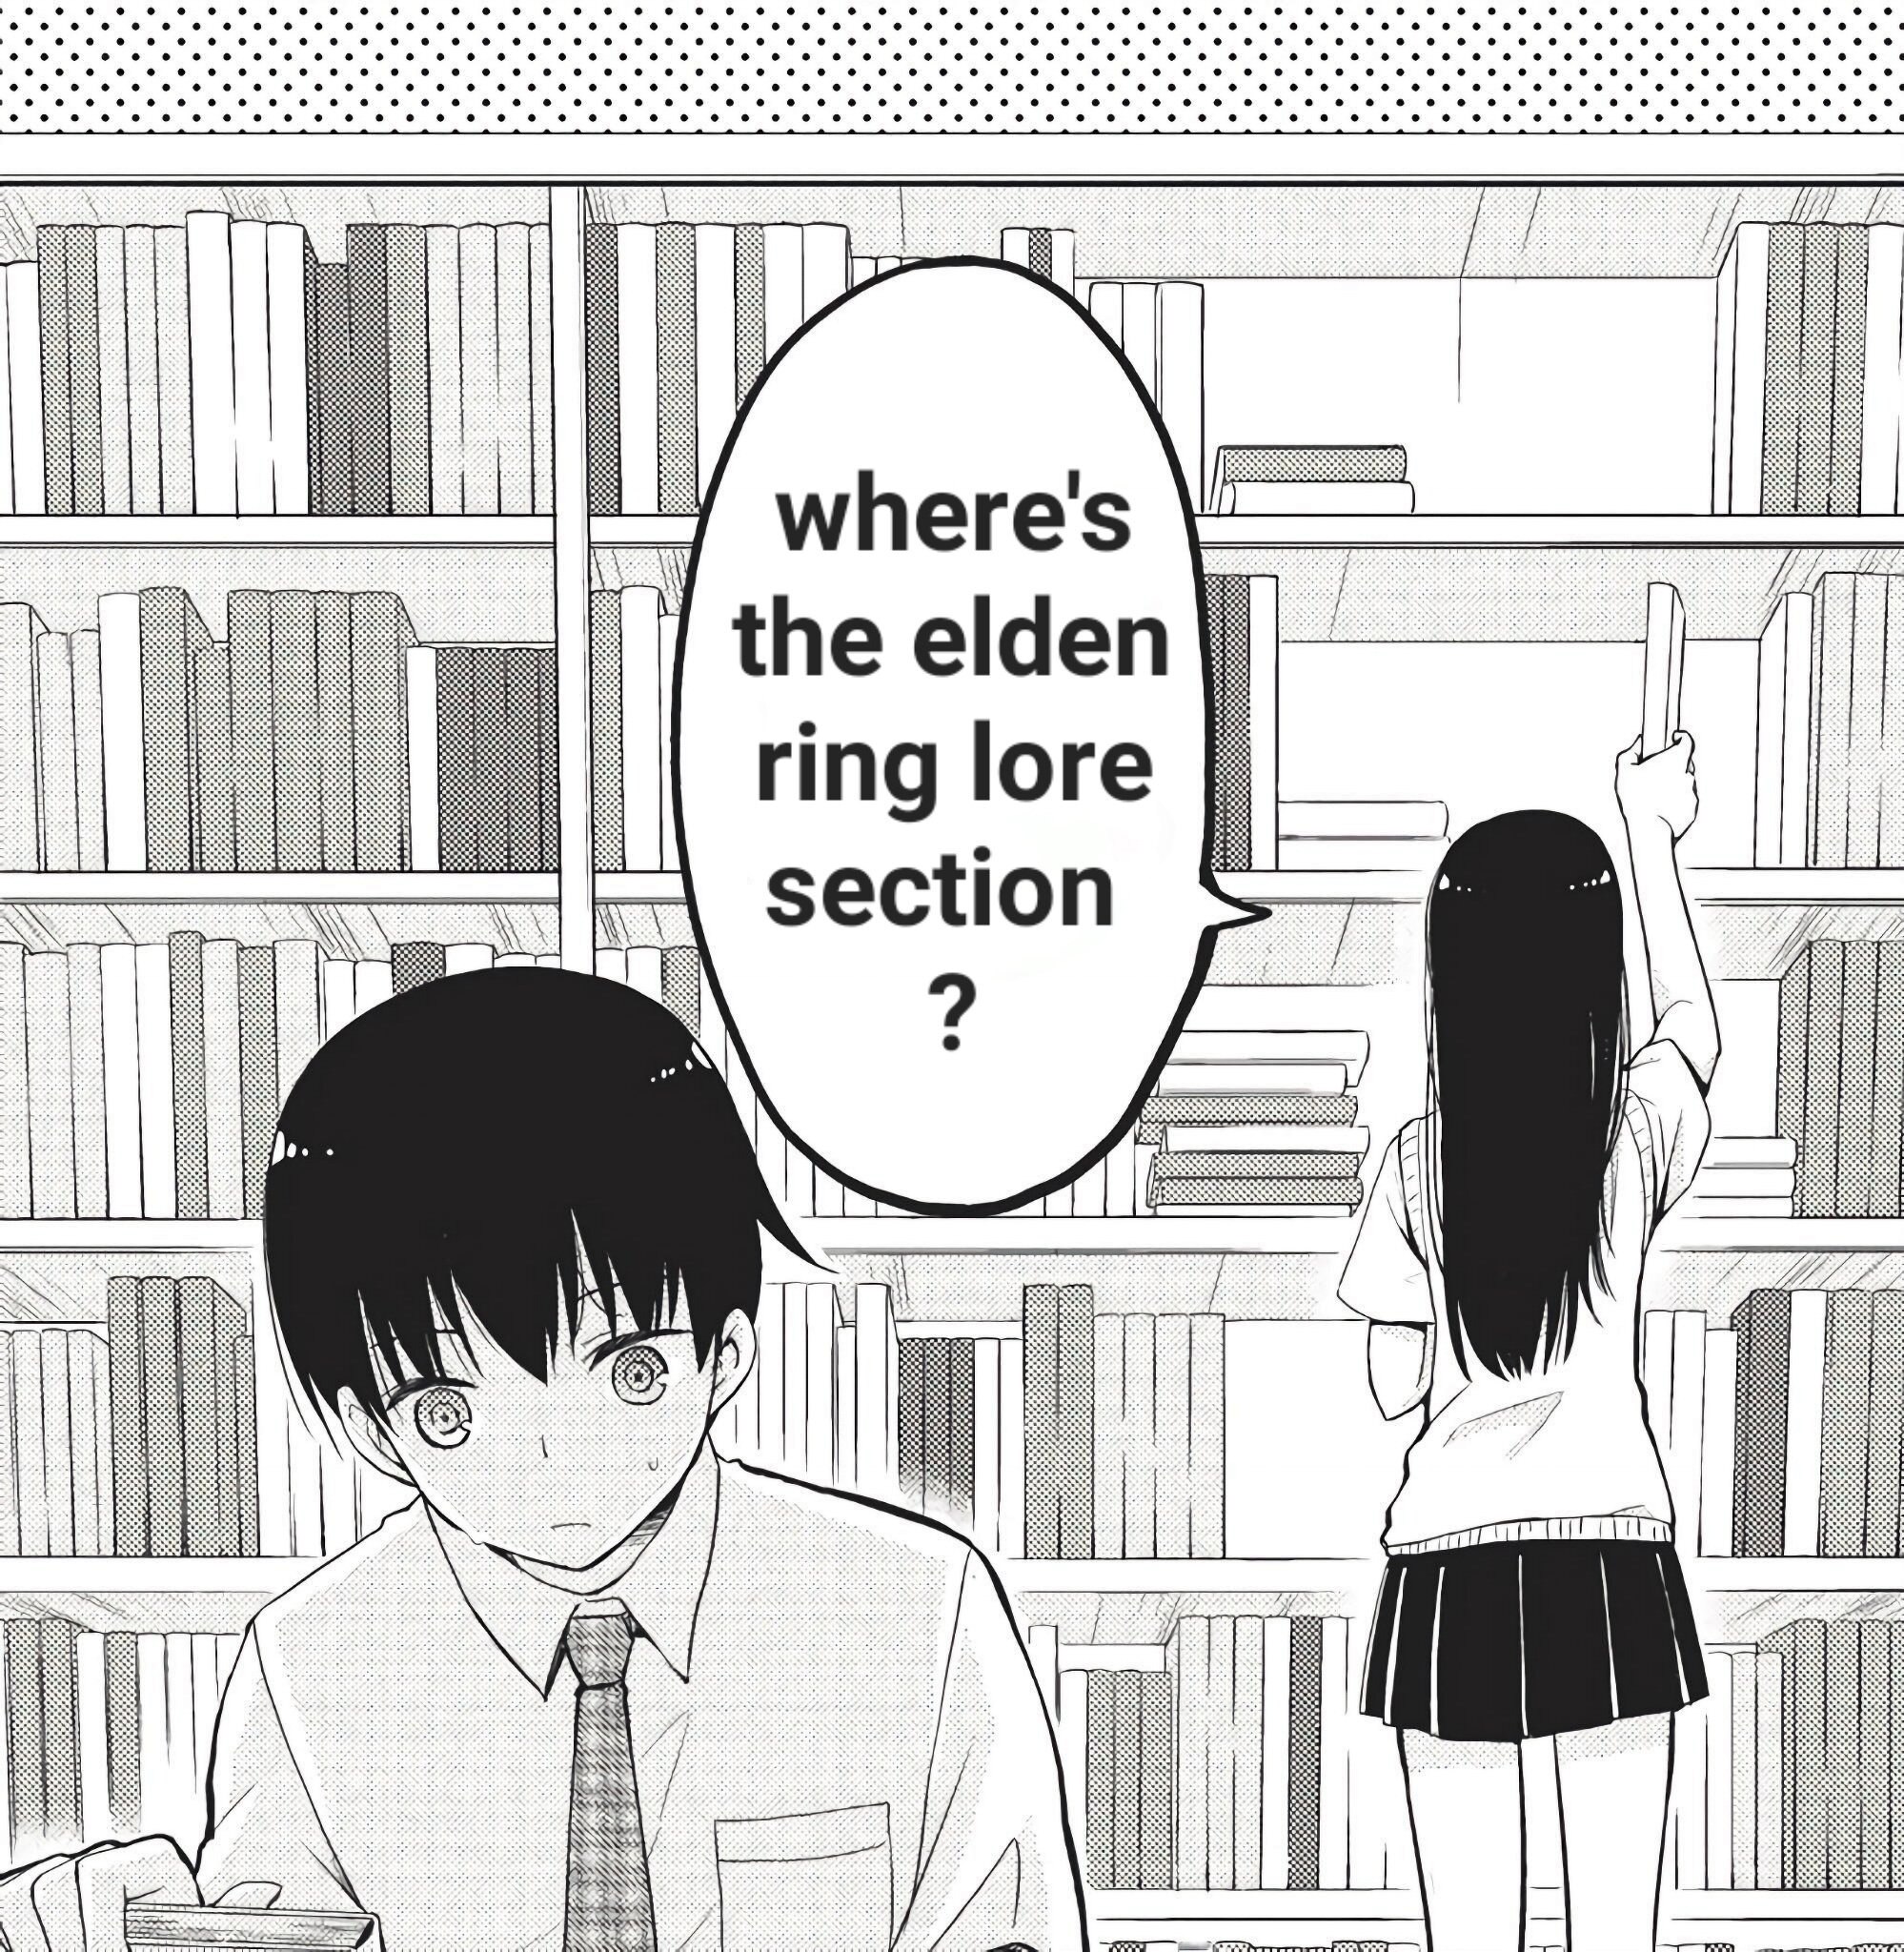 where's
the elden
ring lore
section
?